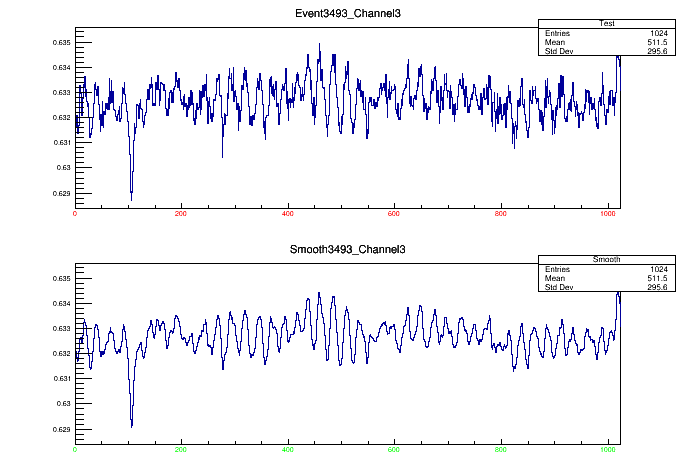 Event3493_Channel3
Test
Entries 1024
Mean 511.5
Std Dev 295.6
0.635
0.634
0.633
0.632
0.631
0.63
0.629
0 200 400 600 800 1000
Smooth3493_Channel3
Smooth
Entries 1024
Mean 511.5
Std Dev 295.6
0.635
0.634
0.633
0.632
0.631
0.63
0.629
0 200 400 600 800 1000